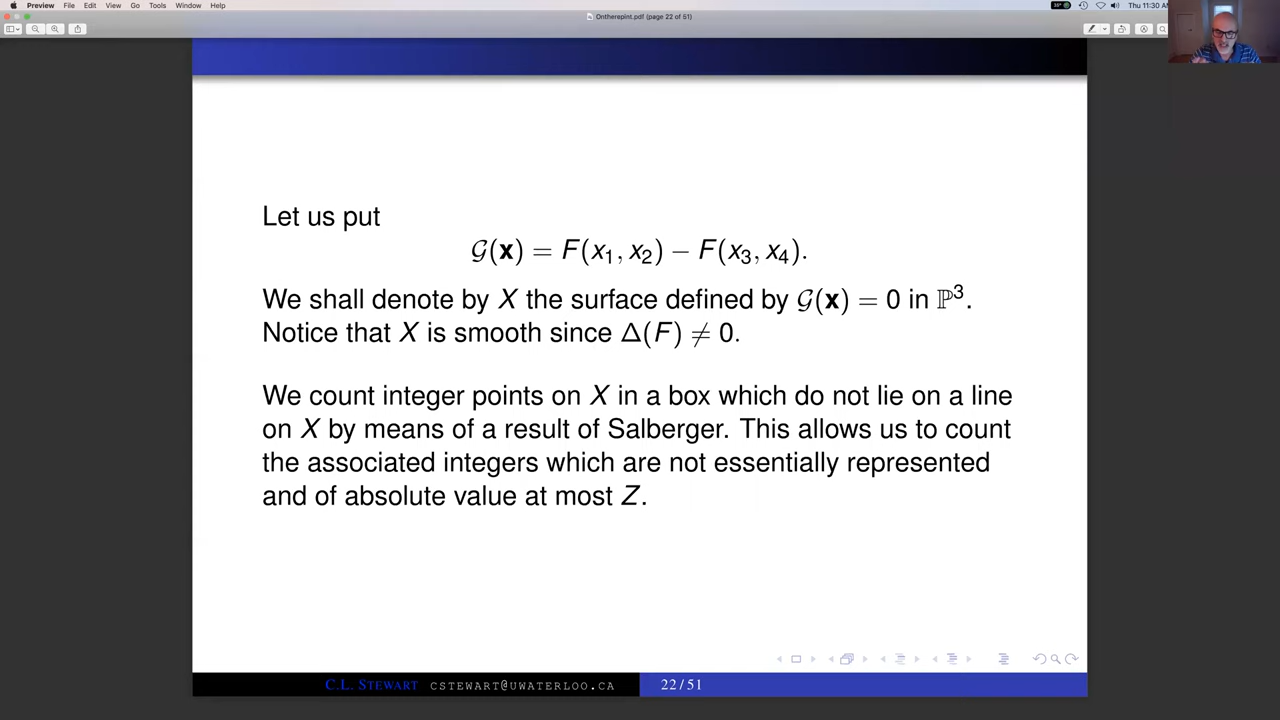 Preview File Edit View Go Tools Window Help
Thu 11:30 AM
Ontherepint.pdf (page 22 of 51)
Let us put
𝒢(𝐱) = F(x₁, x₂) − F(x₃, x₄).
We shall denote by X the surface defined by 𝒢(𝐱) = 0 in ℙ³.
Notice that X is smooth since Δ(F) ≠ 0.
We count integer points on X in a box which do not lie on a line
on X by means of a result of Salberger. This allows us to count
the associated integers which are not essentially represented
and of absolute value at most Z.
C.L. STEWART CSTEWART@UWATERLOO.CA 22/51